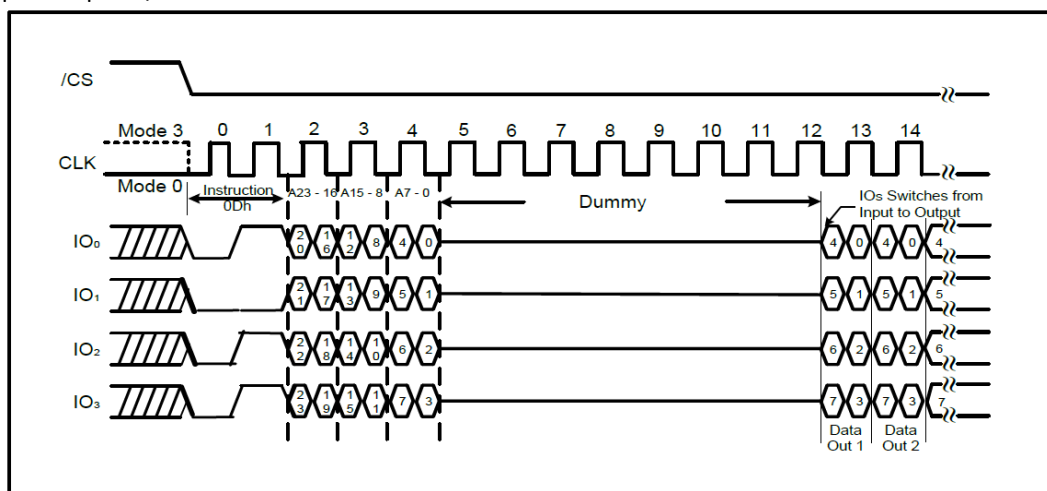 /CS
Mode 3 0 1 2 3 4 5 6 7 8 9 10 11 12 13 14
CLK
Mode 0
Instruction
0Dh
A23 - 16 A15 - 8 A7 - 0
Dummy
IOs Switches from
Input to Output
IO₀ 20 16 12 8 4 0 4 0 4 0 4
IO₁ 21 17 13 9 5 1 5 1 5 1 5
IO₂ 22 18 14 10 6 2 6 2 6 2 6
IO₃ 23 19 15 11 7 3 7 3 7 3 7
Data
Out 1
Data
Out 2